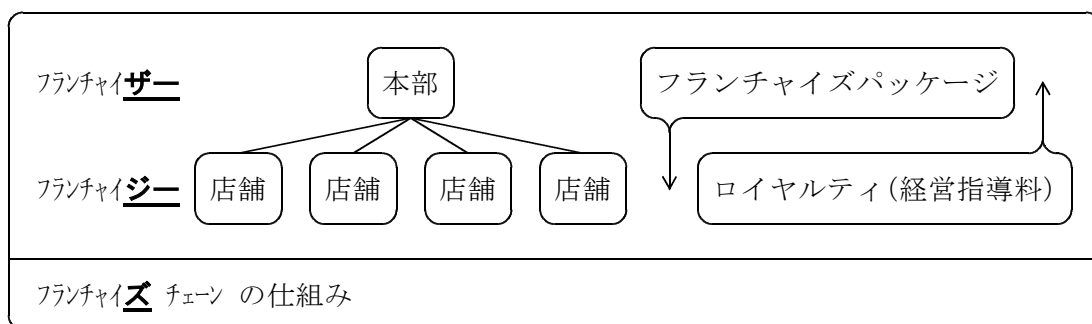 フランチャイザー 本部 フランチャイズパッケージ
フランチャイジー 店舗 店舗 店舗 店舗 ロイヤルティ(経営指導料)
フランチャイズ チェーン の仕組み